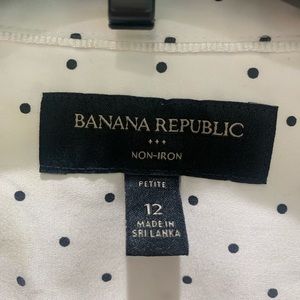 BANANA REPUBLIC
NON-IRON
PETITE
12
MADE IN
SRI LANKA